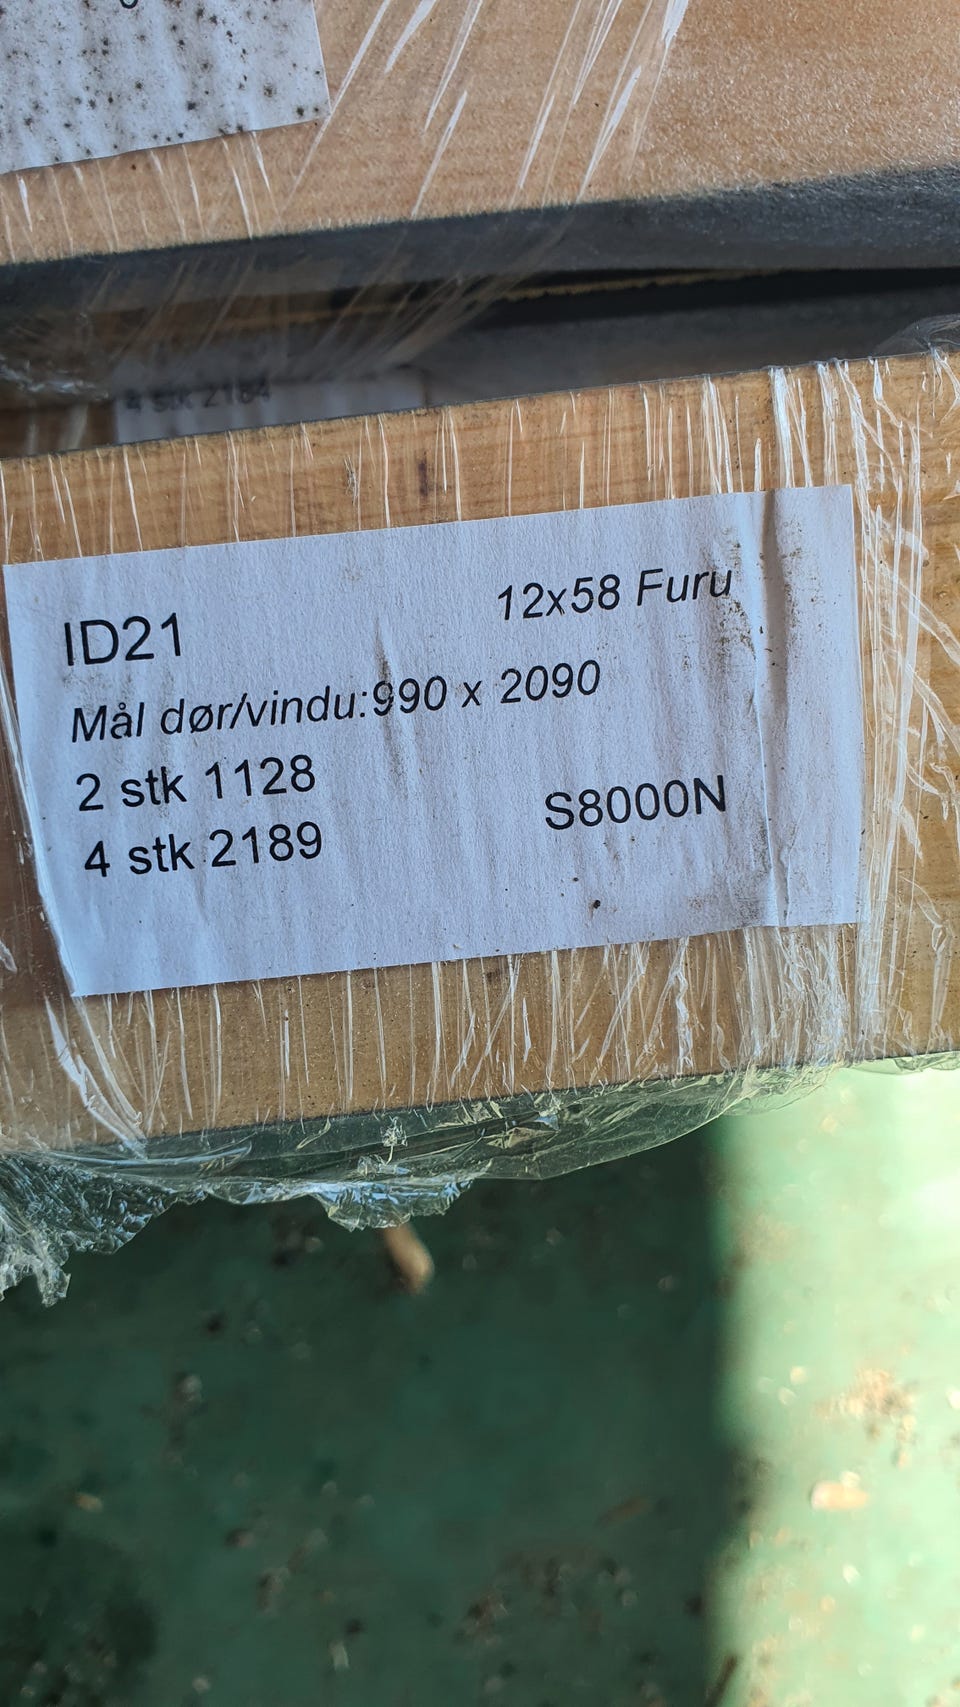 4 stk 2184
ID21 12x58 Furu
Mål dør/vindu:990 x 2090
2 stk 1128
4 stk 2189 S8000N